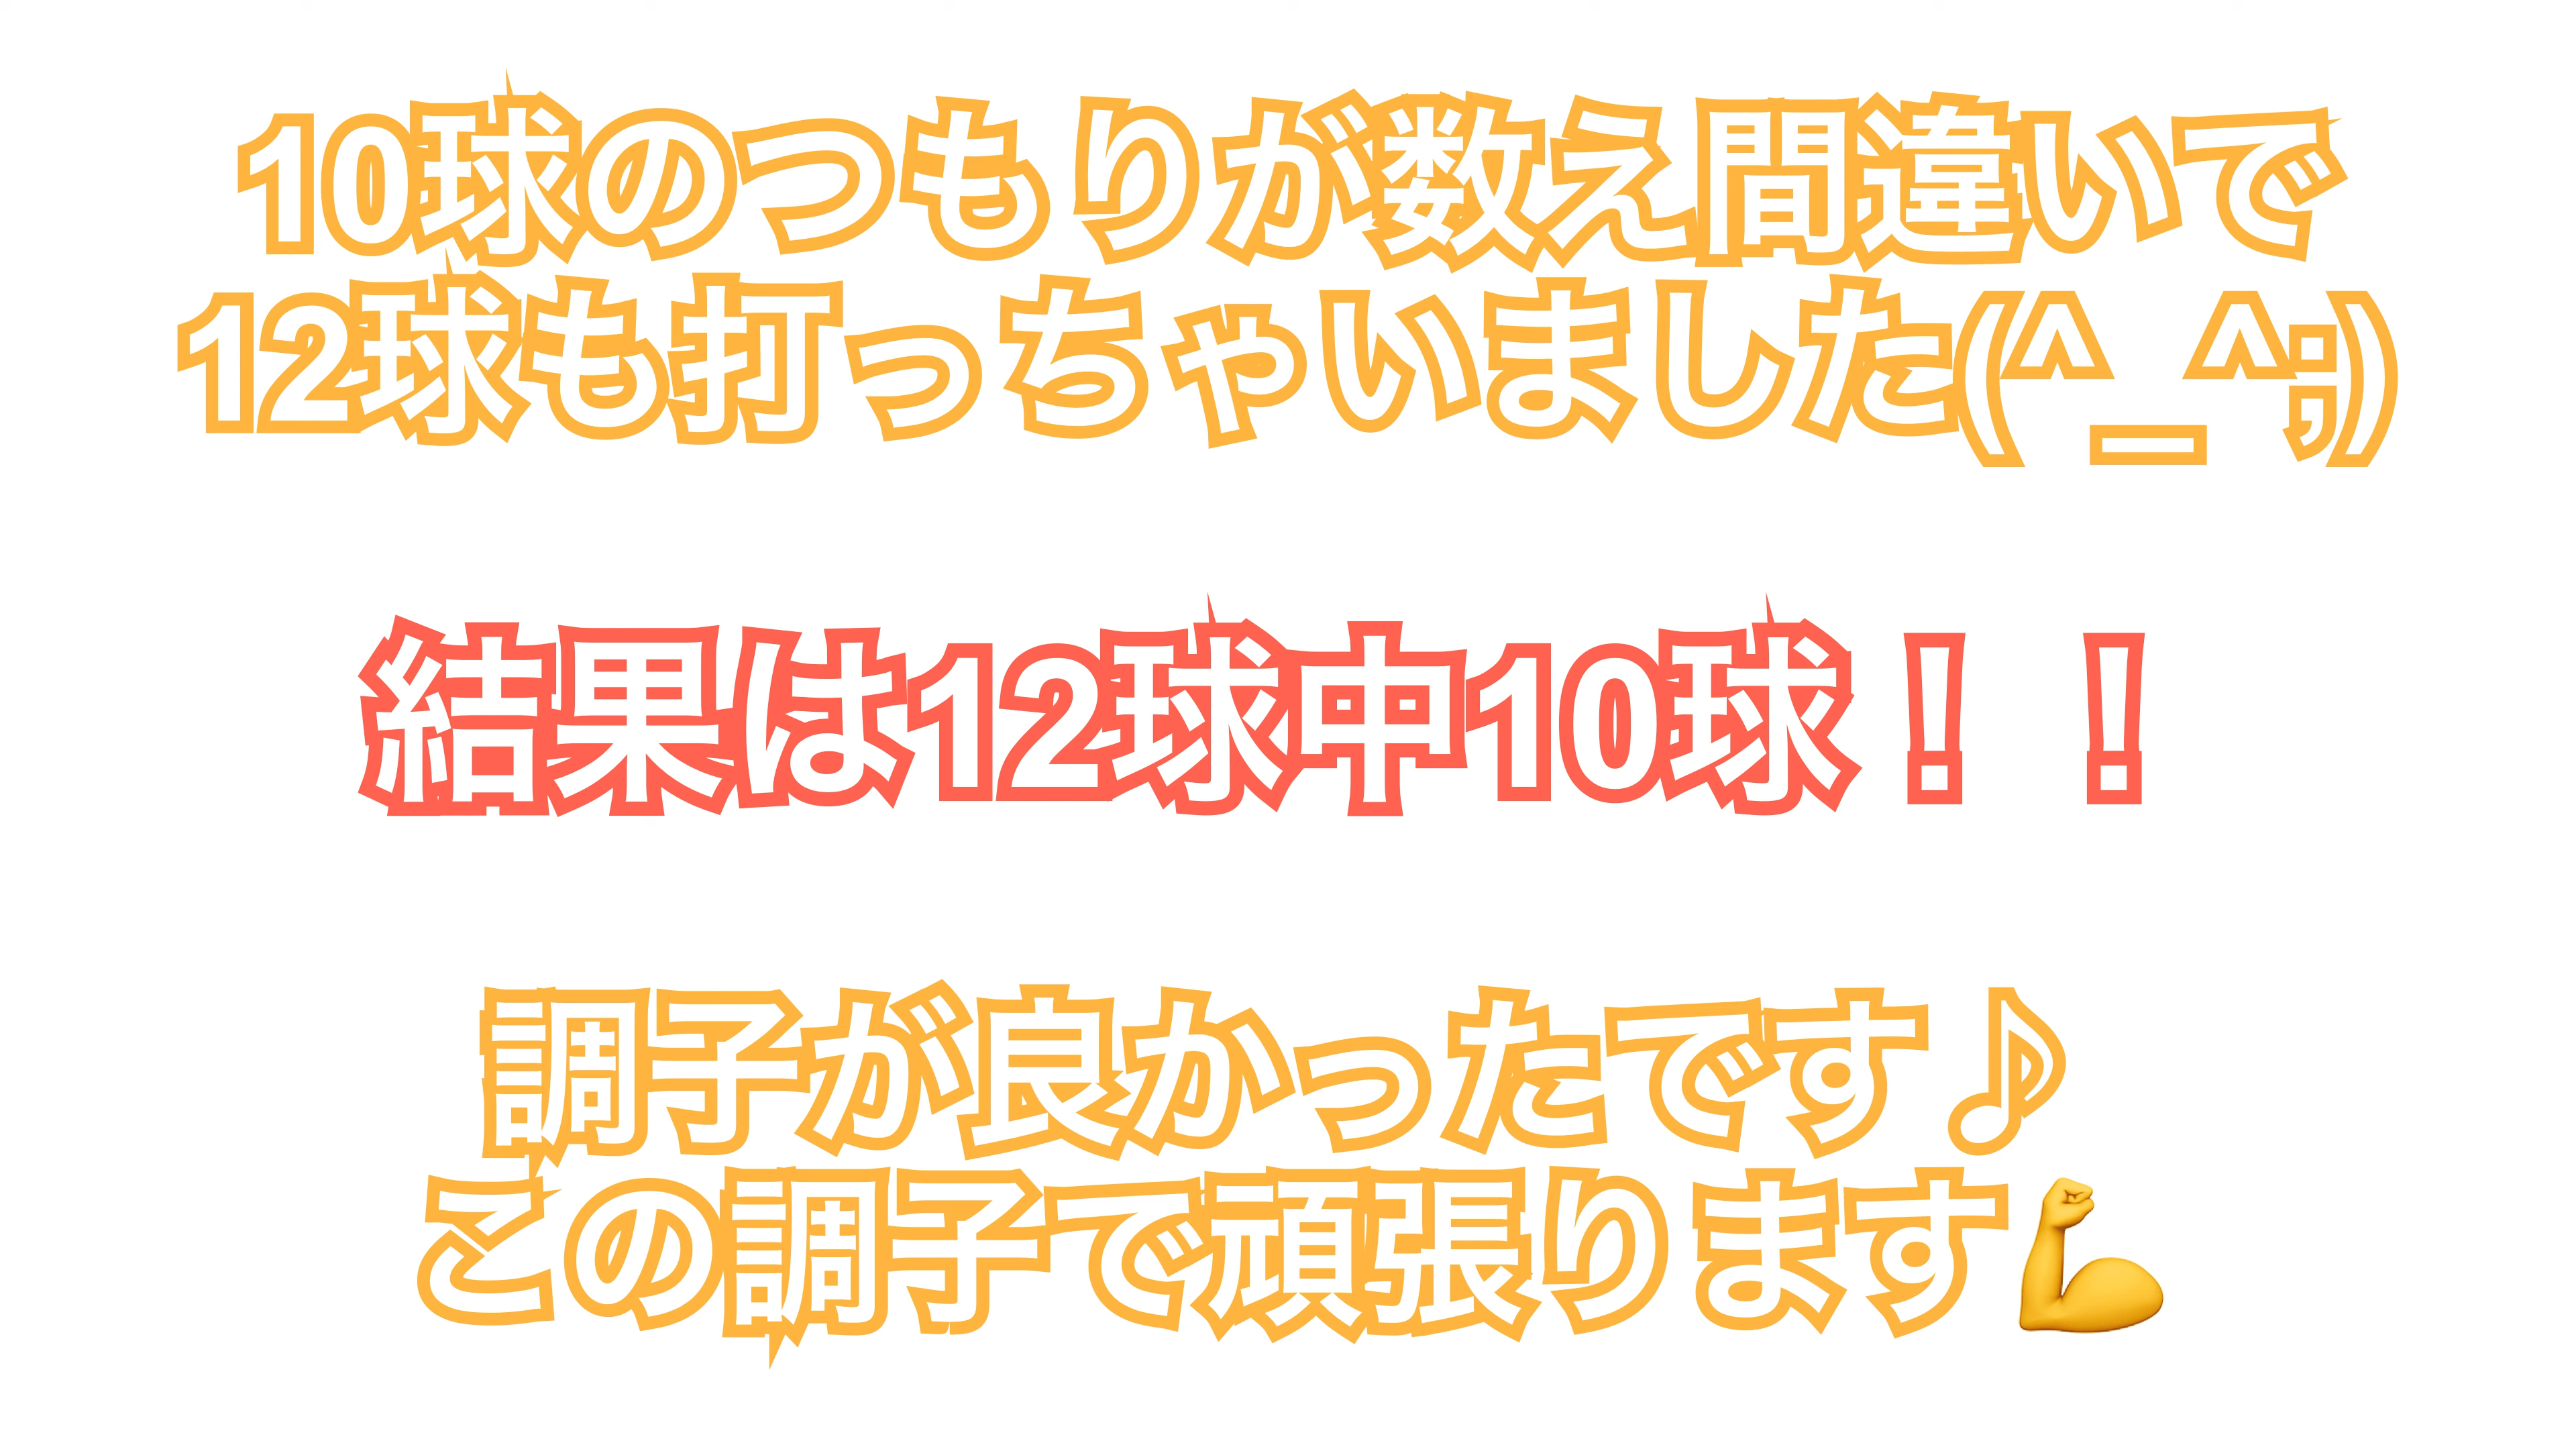 10球のつもりが数え間違いで
12球も打っちゃいました(^_^;)
結果は12球中10球！！
調子が良かったです♪
この調子で頑張ります💪